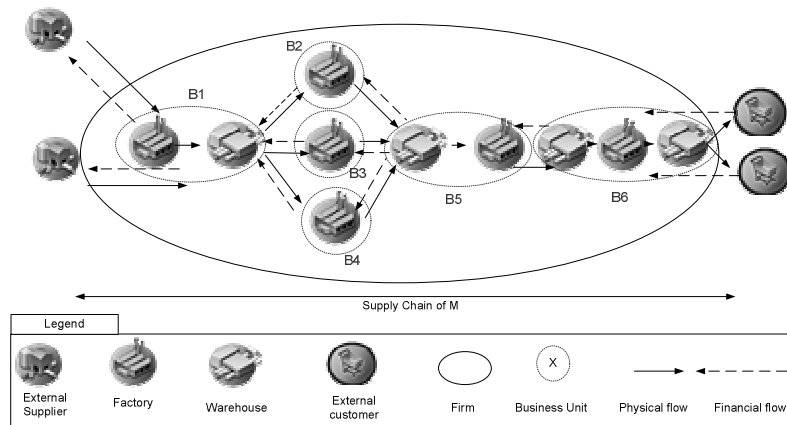 B2
B1
B3
B5
B6
B4
Supply Chain of M
Legend
X
External
Supplier
Factory
Warehouse
External
customer
Firm
Business Unit
Physical flow
Financial flow